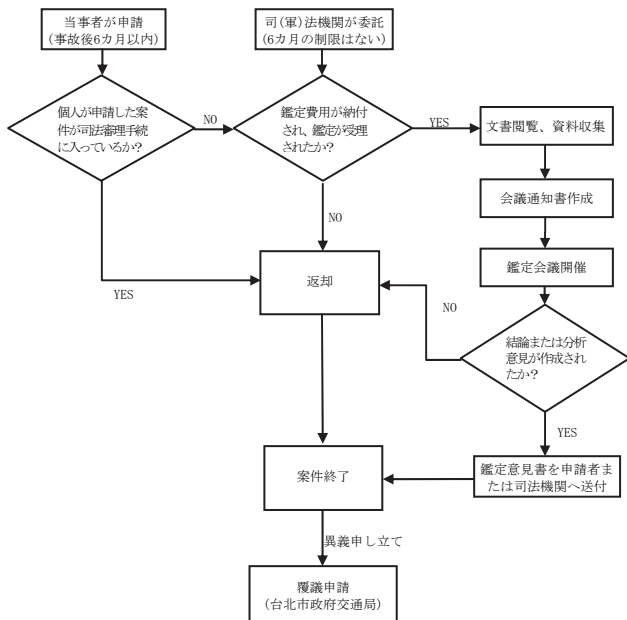 当事者が申請
(事故後6カ月以内)
司(軍)法機関が委託
(6カ月の制限はない)
個人が申請した案
件が司法審理手続
に入っているか?
NO
鑑定費用が納付
され、鑑定が受理
されたか?
YES
文書閲覧、資料収集
会議通知書作成
NO
鑑定会議開催
返却
YES
NO
結論または分析
意見が作成され
たか?
YES
鑑定意見書を申請者ま
たは司法機関へ送付
案件終了
異義申し立て
覆議申請
(台北市政府交通局)